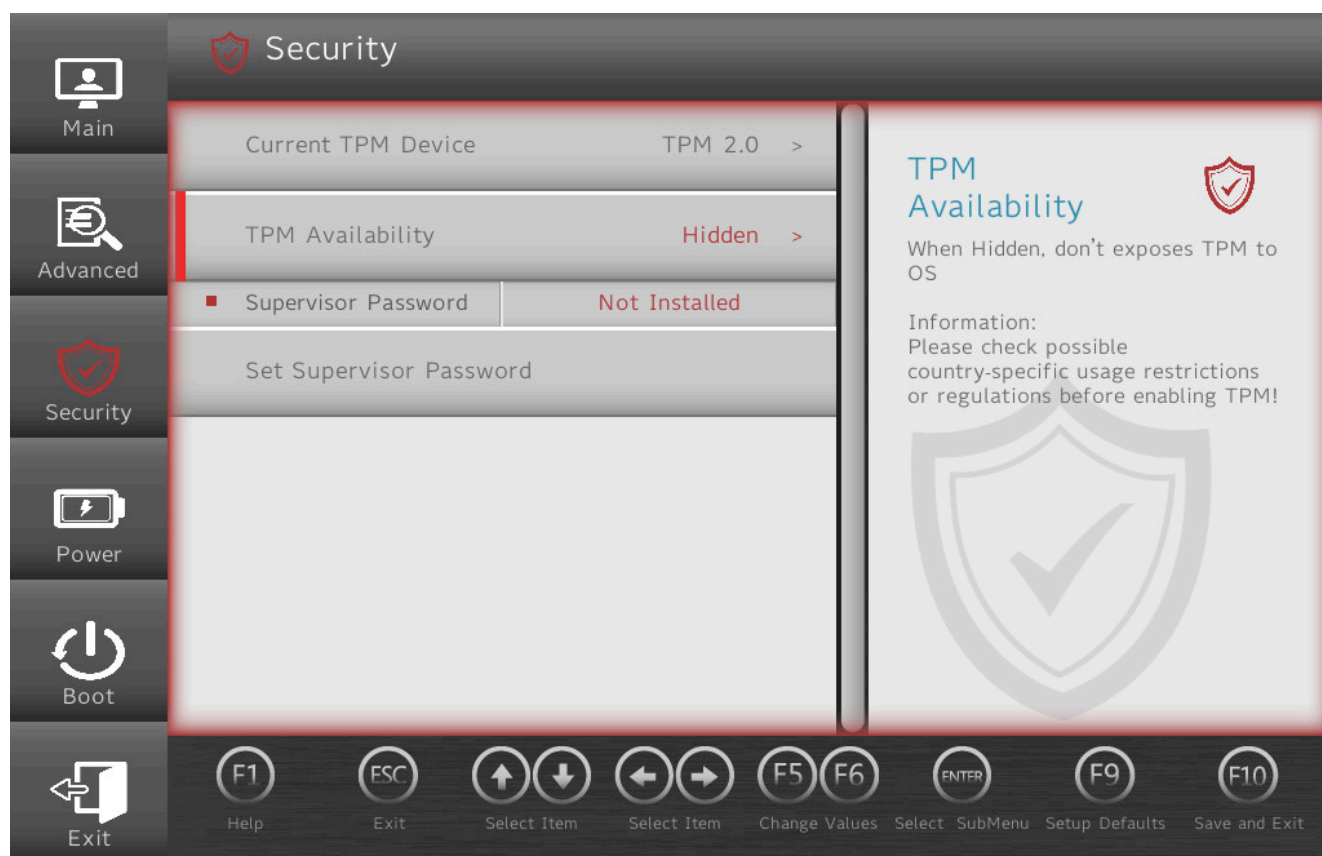 Security
Main
Advanced
Security
Power
Boot
Exit
Current TPM Device TPM 2.0 >
TPM Availability Hidden >
Supervisor Password Not Installed
Set Supervisor Password
TPM
Availability
When Hidden, don't exposes TPM to
OS
Information:
Please check possible
country-specific usage restrictions
or regulations before enabling TPM!
F1 ESC F5 F6 ENTER F9 F10
Help Exit Select Item Select Item Change Values Select SubMenu Setup Defaults Save and Exit